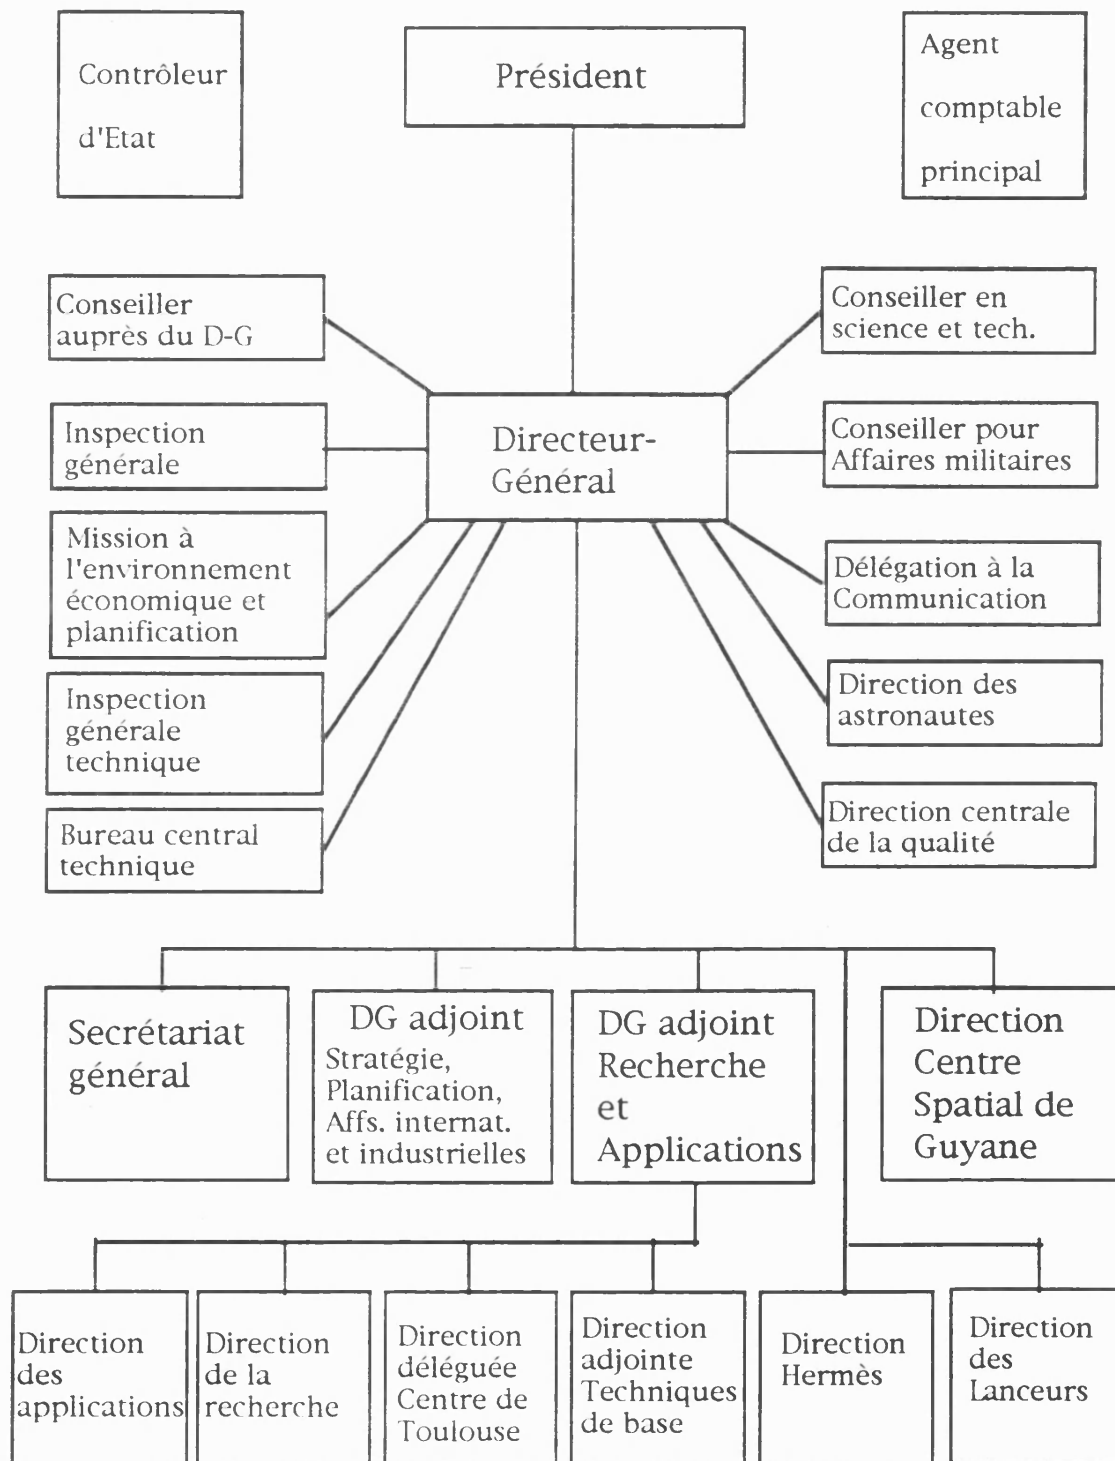 Contrôleur
d'Etat
Président
Agent
comptable
principal
Conseiller
auprès du D-G
Conseiller en
science et tech.
Inspection
générale
Directeur-
Général
Conseiller pour
Affaires militaires
Mission à
l'environnement
économique et
planification
Délégation à la
Communication
Inspection
générale
technique
Direction des
astronautes
Bureau central
technique
Direction centrale
de la qualité
Secrétariat
général
DG adjoint
Stratégie,
Planification,
Affs. internat.
et industrielles
DG adjoint
Recherche
et
Applications
Direction
Centre
Spatial de
Guyane
Direction
des
applications
Direction
de la
recherche
Direction
déléguée
Centre de
Toulouse
Direction
adjointe
Techniques
de base
Direction
Hermès
Direction
des
Lanceurs